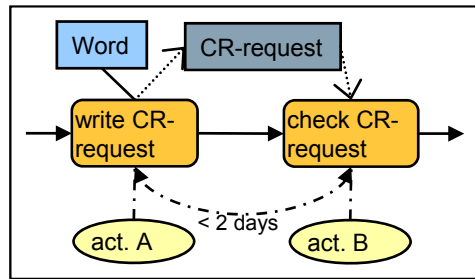 Word
CR-request
write CR-
request
check CR-
request
< 2 days
act. A
act. B